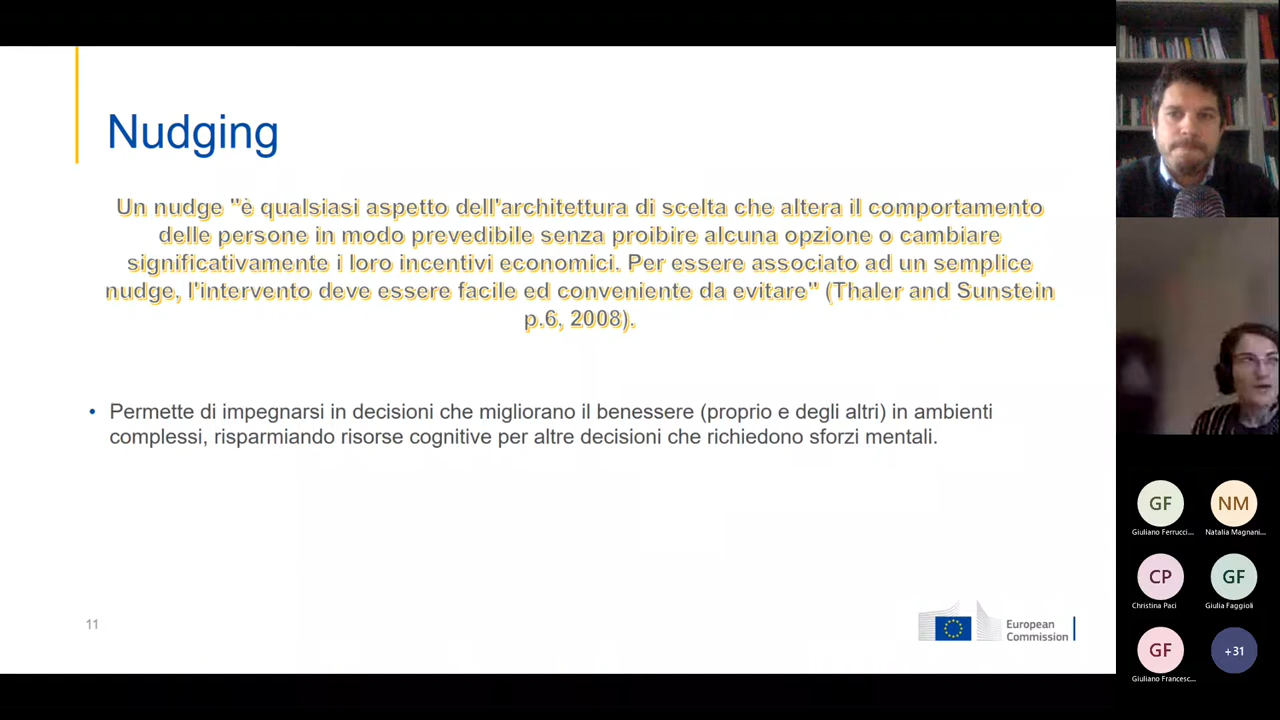 Nudging
Un nudge "è qualsiasi aspetto dell'architettura di scelta che altera il comportamento
delle persone in modo prevedibile senza proibire alcuna opzione o cambiare
significativamente i loro incentivi economici. Per essere associato ad un semplice
nudge, l'intervento deve essere facile ed conveniente da evitare" (Thaler and Sunstein
p.6, 2008).
• Permette di impegnarsi in decisioni che migliorano il benessere (proprio e degli altri) in ambienti
complessi, risparmiando risorse cognitive per altre decisioni che richiedono sforzi mentali.
11
European
Commission
GF
NM
Giuliano Ferrucci...
Natalia Magnani...
CP
GF
Christina Paci
Giulia Faggioli
GF
+31
Giuliano Francesc...